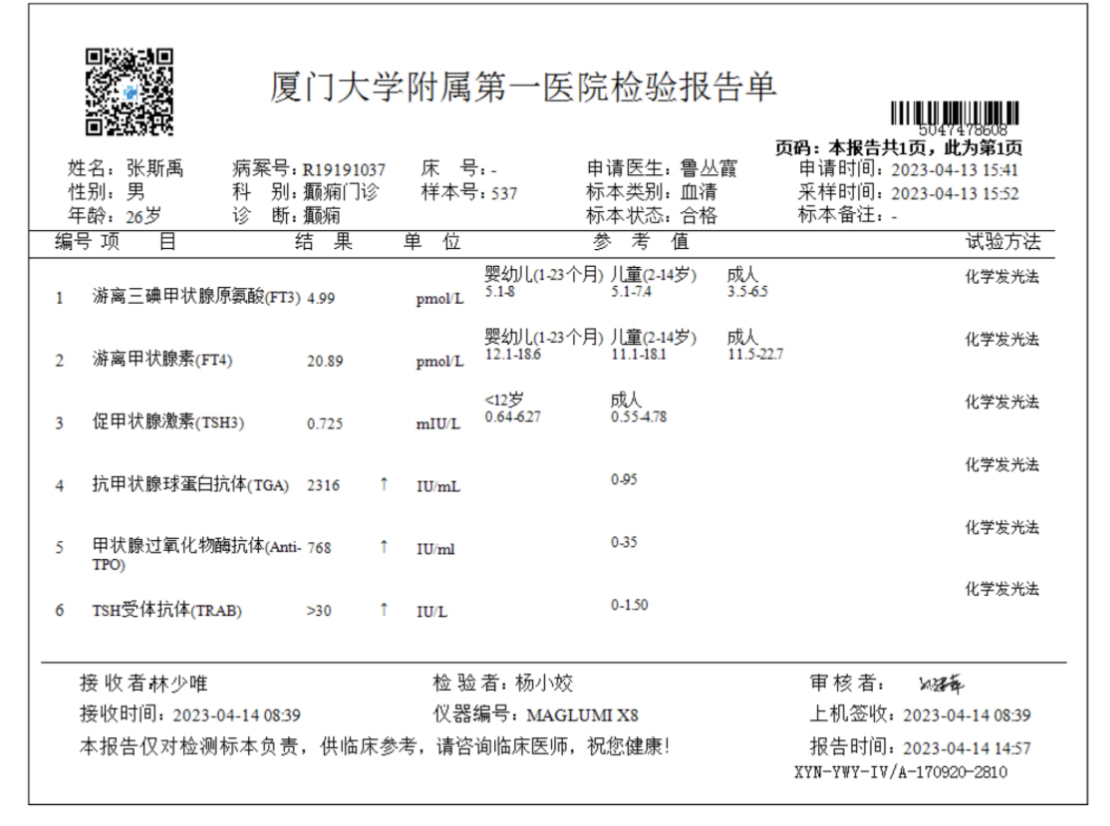 厦门大学附属第一医院检验报告单
5047478608
页码：本报告共1页，此为第1页
姓名：张斯禹 病案号：R19191037 床 号：- 申请医生：鲁丛霞 申请时间：2023-04-13 15:41
性别：男 科 别：癫痫门诊 样本号：537 标本类别：血清 采样时间：2023-04-13 15:52
年龄：26岁 诊 断：癫痫 标本状态：合格 标本备注：-
编号 项 目 结 果 单 位 参 考 值 试验方法
婴幼儿(1-23个月) 儿童(2-14岁) 成人 化学发光法
5.1-8 5.1-7.4 3.5-6.5
1 游离三碘甲状腺原氨酸(FT3) 4.99 pmol/L
婴幼儿(1-23个月) 儿童(2-14岁) 成人 化学发光法
12.1-18.6 11.1-18.1 11.5-22.7
2 游离甲状腺素(FT4) 20.89 pmol/L
<12岁 成人 化学发光法
0.64-6.27 0.55-4.78
3 促甲状腺激素(TSH3) 0.725 mIU/L
化学发光法
4 抗甲状腺球蛋白抗体(TGA) 2316 ↑ IU/mL 0-95
化学发光法
5 甲状腺过氧化物酶抗体(Anti- 768 ↑ IU/ml 0-35
TPO)
化学发光法
6 TSH受体抗体(TRAB) >30 ↑ IU/L 0-1.50
接收者:林少唯 检验者：杨小姣 审核者：
接收时间：2023-04-14 08:39 仪器编号：MAGLUMI X8 上机签收：2023-04-14 08:39
本报告仅对检测标本负责，供临床参考，请咨询临床医师，祝您健康！ 报告时间：2023-04-14 14:57
XYN-YWY-IV/A-170920-2810